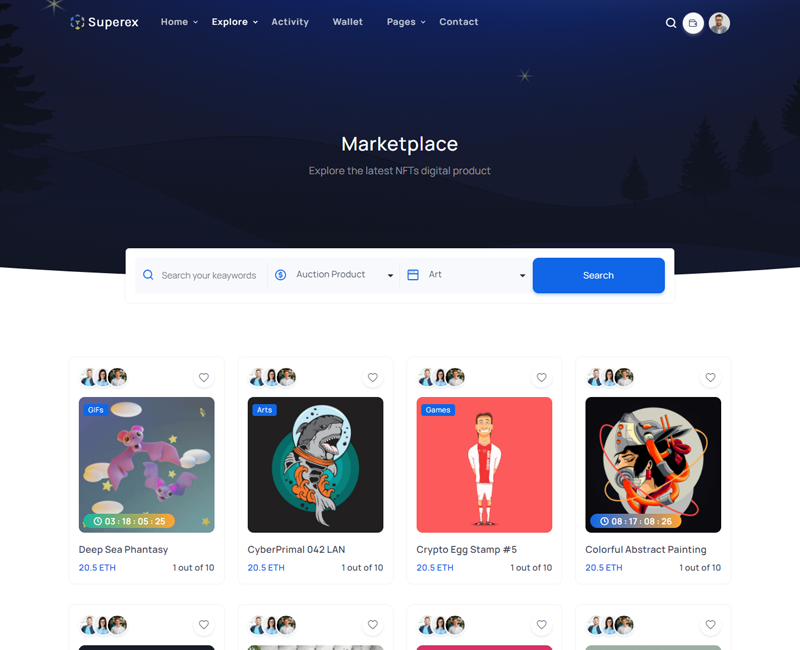 Superex Home Explore Activity Wallet Pages Contact
Marketplace
Explore the latest NFTs digital product
Search your keaywords Auction Product Art Search
GIFs Arts Games
03 : 18 : 05 : 25 08 : 17 : 08 : 26
Deep Sea Phantasy CyberPrimal 042 LAN Crypto Egg Stamp #5 Colorful Abstract Painting
20.5 ETH 1 out of 10 20.5 ETH 1 out of 10 20.5 ETH 1 out of 10 20.5 ETH 1 out of 10